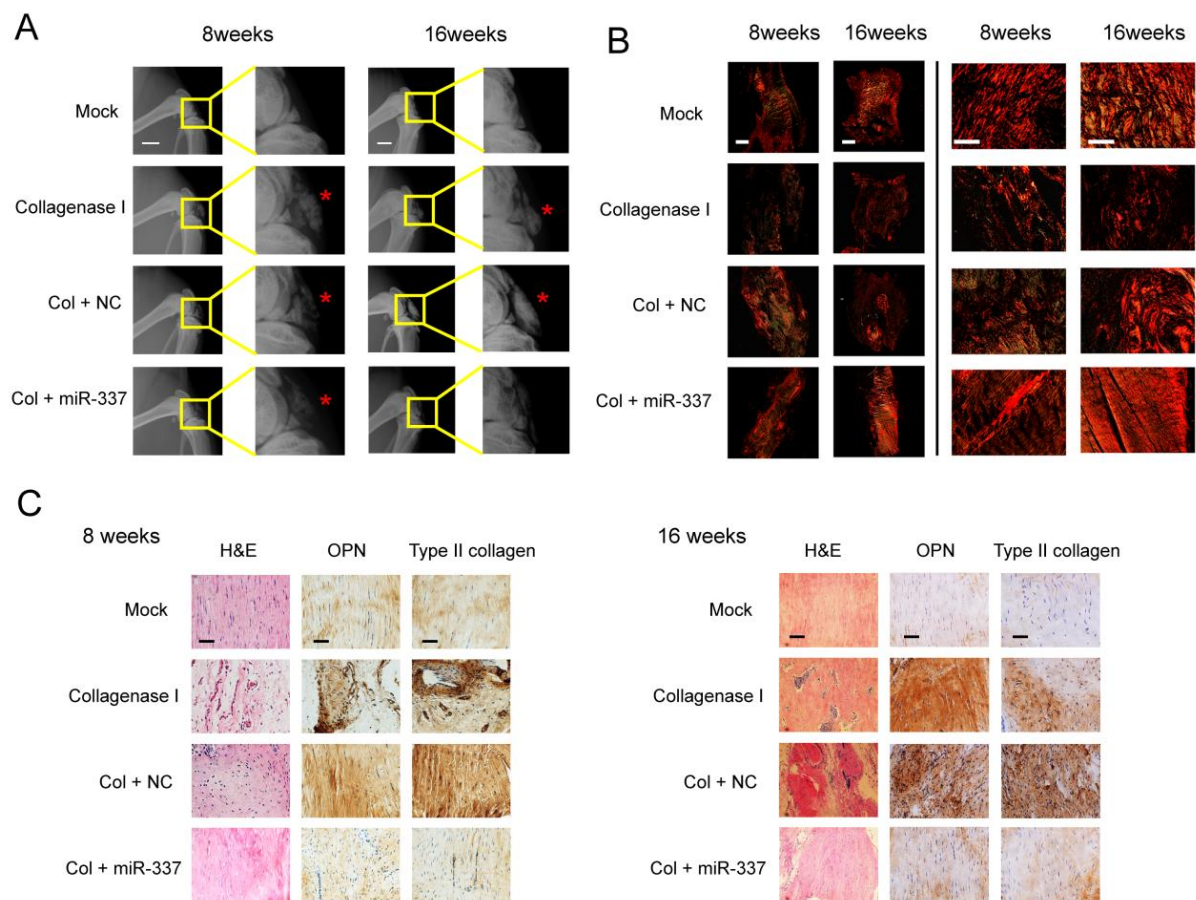 A
8weeks 16weeks
Mock
Collagenase I
*
*
Col + NC
*
*
Col + miR-337
*
B
8weeks 16weeks 8weeks 16weeks
Mock
Collagenase I
Col + NC
Col + miR-337
C
8 weeks
H&E OPN Type II collagen
Mock
Collagenase I
Col + NC
Col + miR-337
16 weeks
H&E OPN Type II collagen
Mock
Collagenase I
Col + NC
Col + miR-337